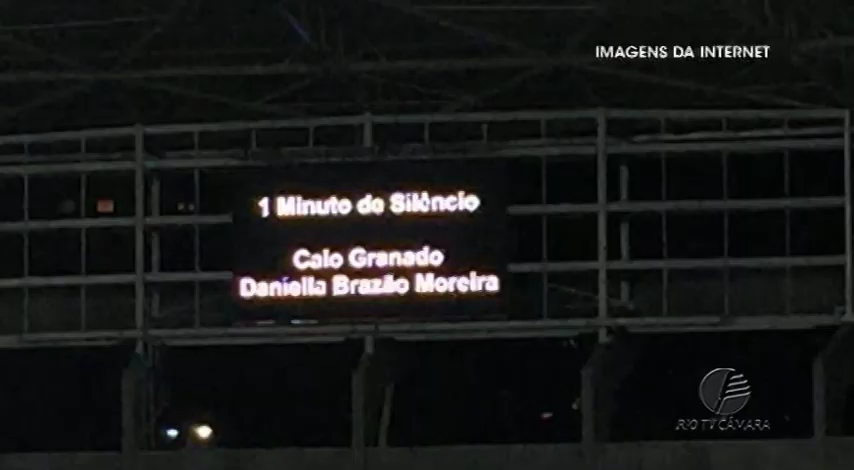 IMAGENS DA INTERNET
1 Minuto de Silêncio
Caio Granado
Daniella Brazão Moreira
RIO TV CÂMARA